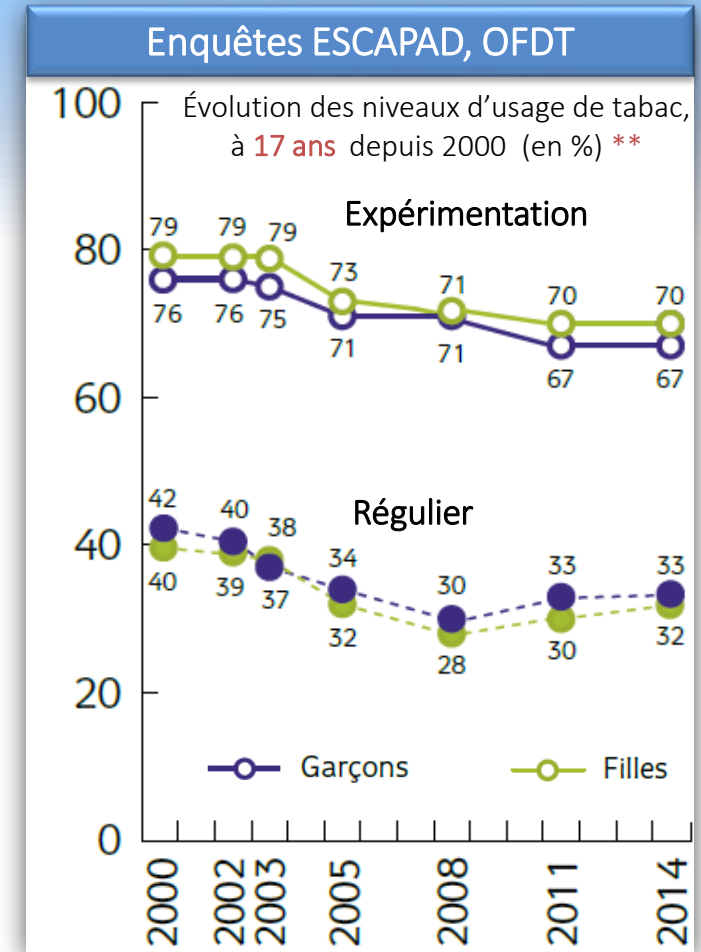 Enquêtes ESCAPAD, OFDT
Évolution des niveaux d’usage de tabac,
à 17 ans depuis 2000 (en %) **
100
80
60
40
20
0
Expérimentation
79 79 79 73 71 70 70
76 76 75 71 71 67 67
Régulier
42 40 38 34 30 33 33
40 39 37 32 28 30 32
Garçons Filles
2000 2002 2003 2005 2008 2011 2014